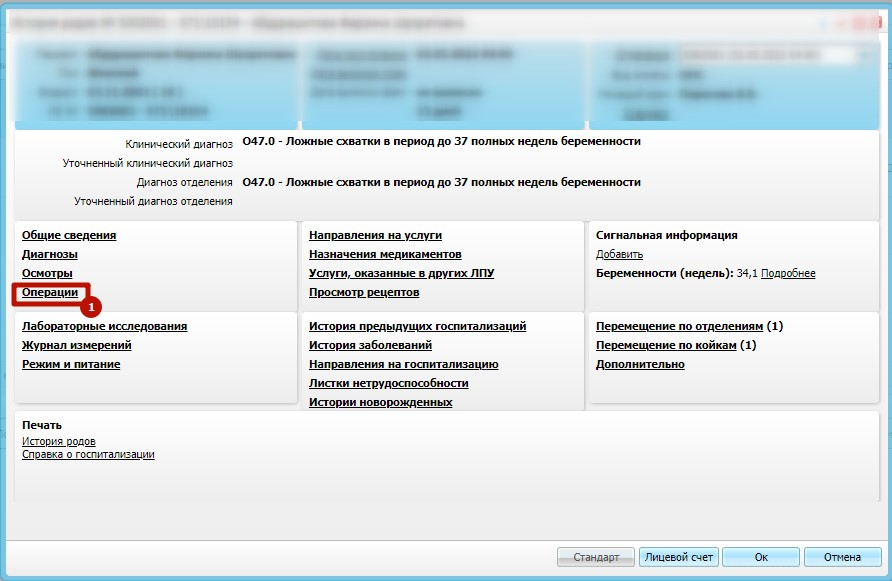 Клинический диагноз O47.0 - Ложные схватки в период до 37 полных недель беременности
Уточненный клинический диагноз
Диагноз отделения O47.0 - Ложные схватки в период до 37 полных недель беременности
Уточненный диагноз отделения
Общие сведения
Диагнозы
Осмотры
Операции
1
Направления на услуги
Назначения медикаментов
Услуги, оказанные в других ЛПУ
Просмотр рецептов
Сигнальная информация
Добавить
Беременности (недель): 34,1 Подробнее
Лабораторные исследования
Журнал измерений
Режим и питание
История предыдущих госпитализаций
История заболеваний
Направления на госпитализацию
Листки нетрудоспособности
Истории новорожденных
Перемещение по отделениям (1)
Перемещение по койкам (1)
Дополнительно
Печать
История родов
Справка о госпитализации
Стандарт Лицевой счет Ок Отмена